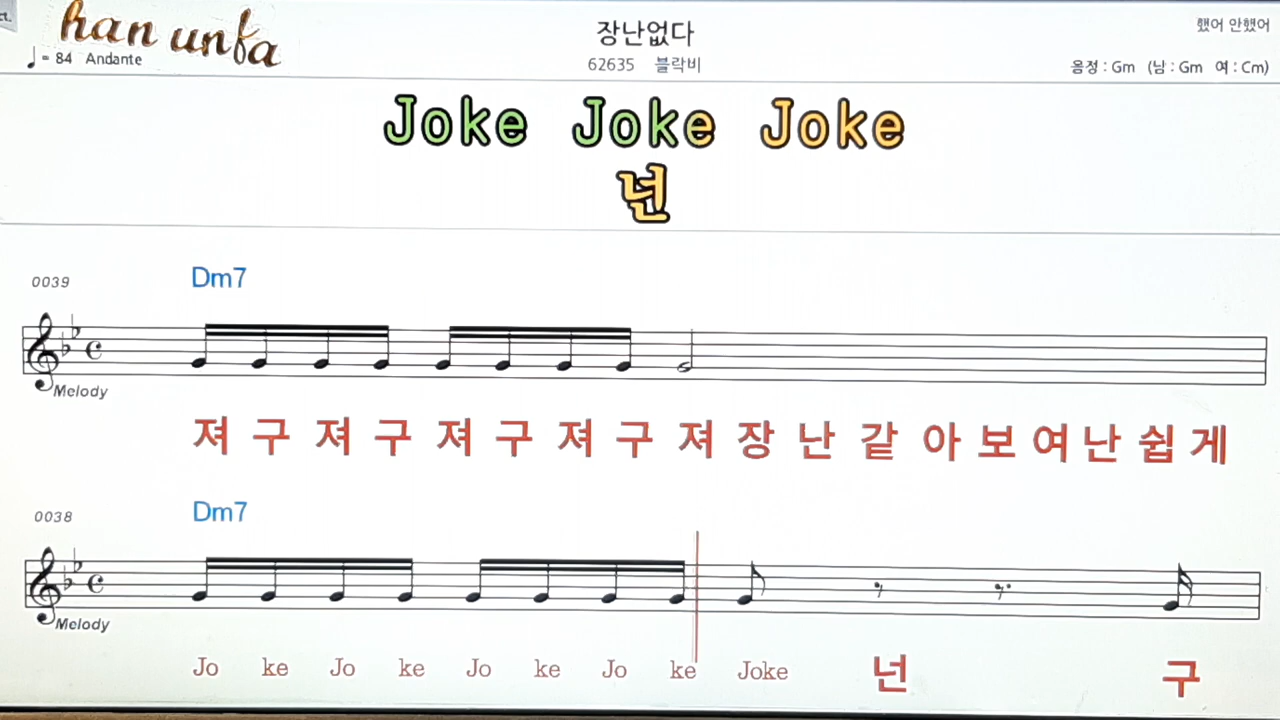 ct.
han unfa
♩ = 84 Andante
장난없다
62635 블락비
했어 안했어
음정 : Gm (남 : Gm 여 : Cm)
Joke Joke Joke
넌
0039
Dm7
Melody
져 구 져 구 져 구 져 구 져 장 난 같 아 보 여 난 쉽 게
0038
Dm7
Melody
Jo ke Jo ke Jo ke Jo ke Joke 넌 구